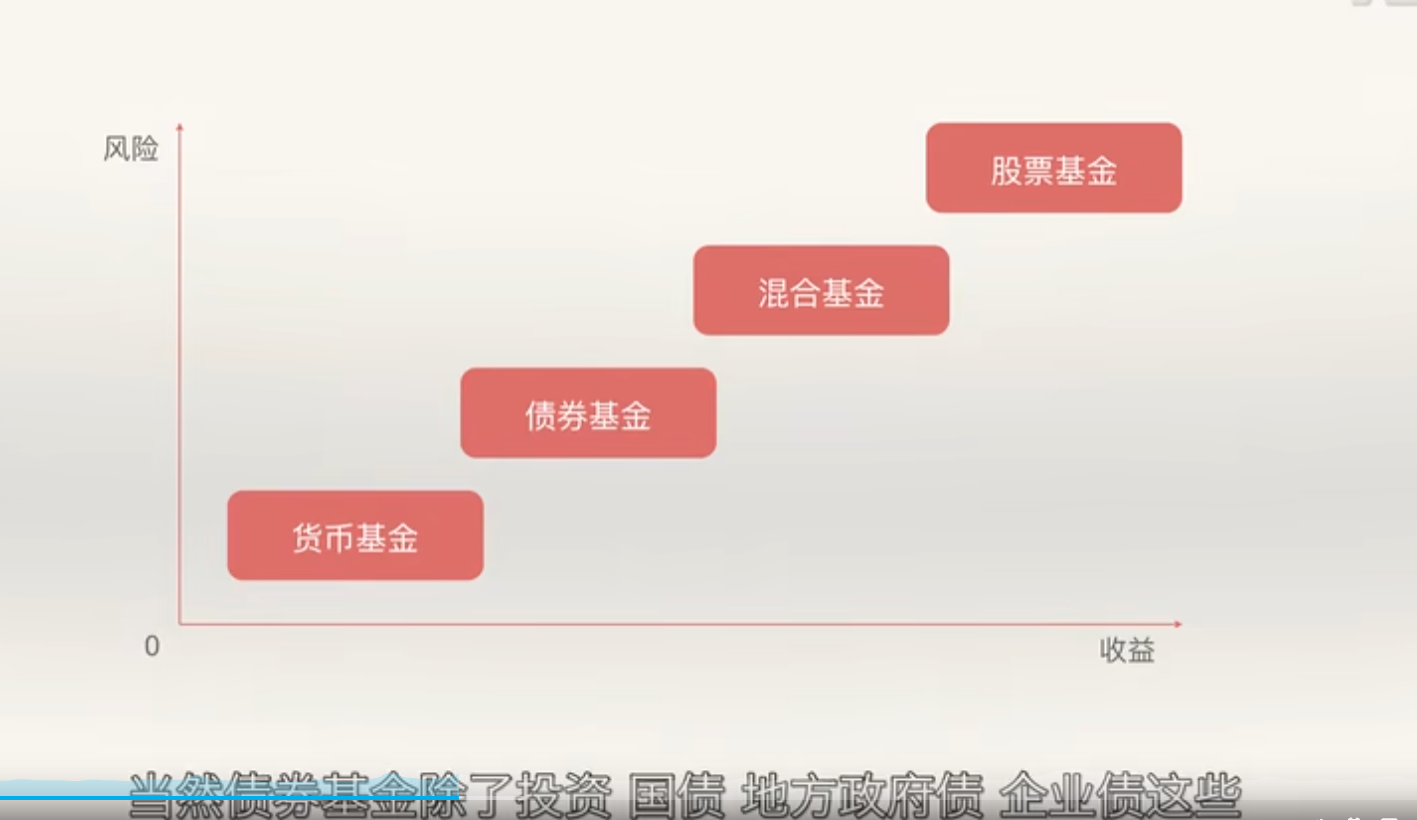 风险
股票基金
混合基金
债券基金
货币基金
0
收益
当然债券基金除了投资 国债 地方政府债 企业债这些